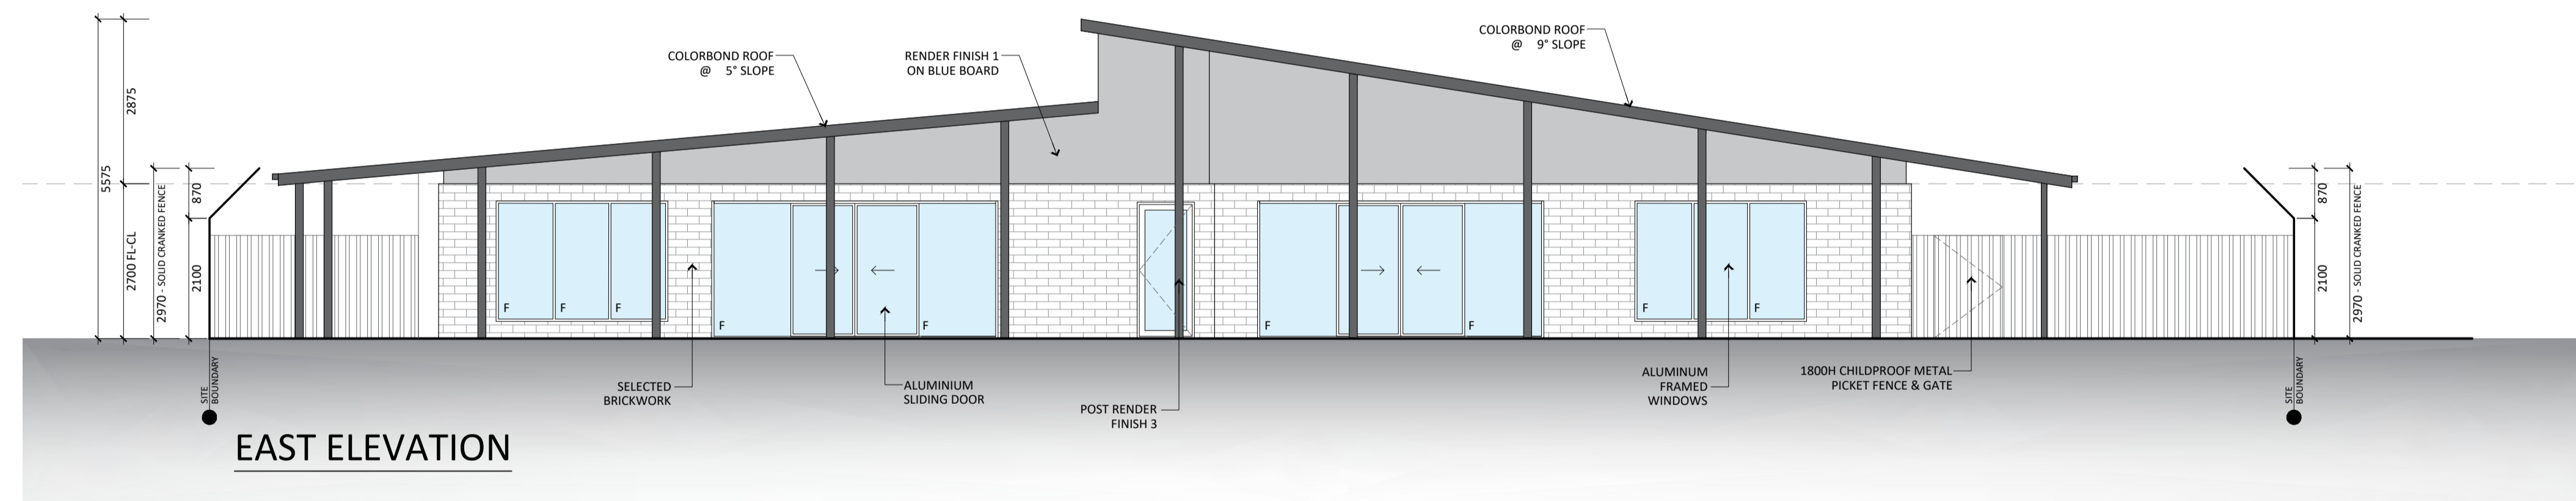 COLORBOND ROOF
@ 5° SLOPE
RENDER FINISH 1
ON BLUE BOARD
COLORBOND ROOF
@ 9° SLOPE
5575
2875
2700 FL-CL
2970 - SOLID CRANKED FENCE
870
2100
F
F
F
F
F
F
F
F
F
870
2100
2970 - SOLID CRANKED FENCE
SITE
BOUNDARY
SELECTED
BRICKWORK
ALUMINIUM
SLIDING DOOR
POST RENDER
FINISH 3
ALUMINUM
FRAMED
WINDOWS
1800H CHILDPROOF METAL
PICKET FENCE & GATE
SITE
BOUNDARY
EAST ELEVATION